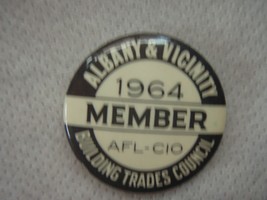 ALBANY & VICINITY
1964
MEMBER
AFL-CIO
BUILDING TRADES COUNCIL